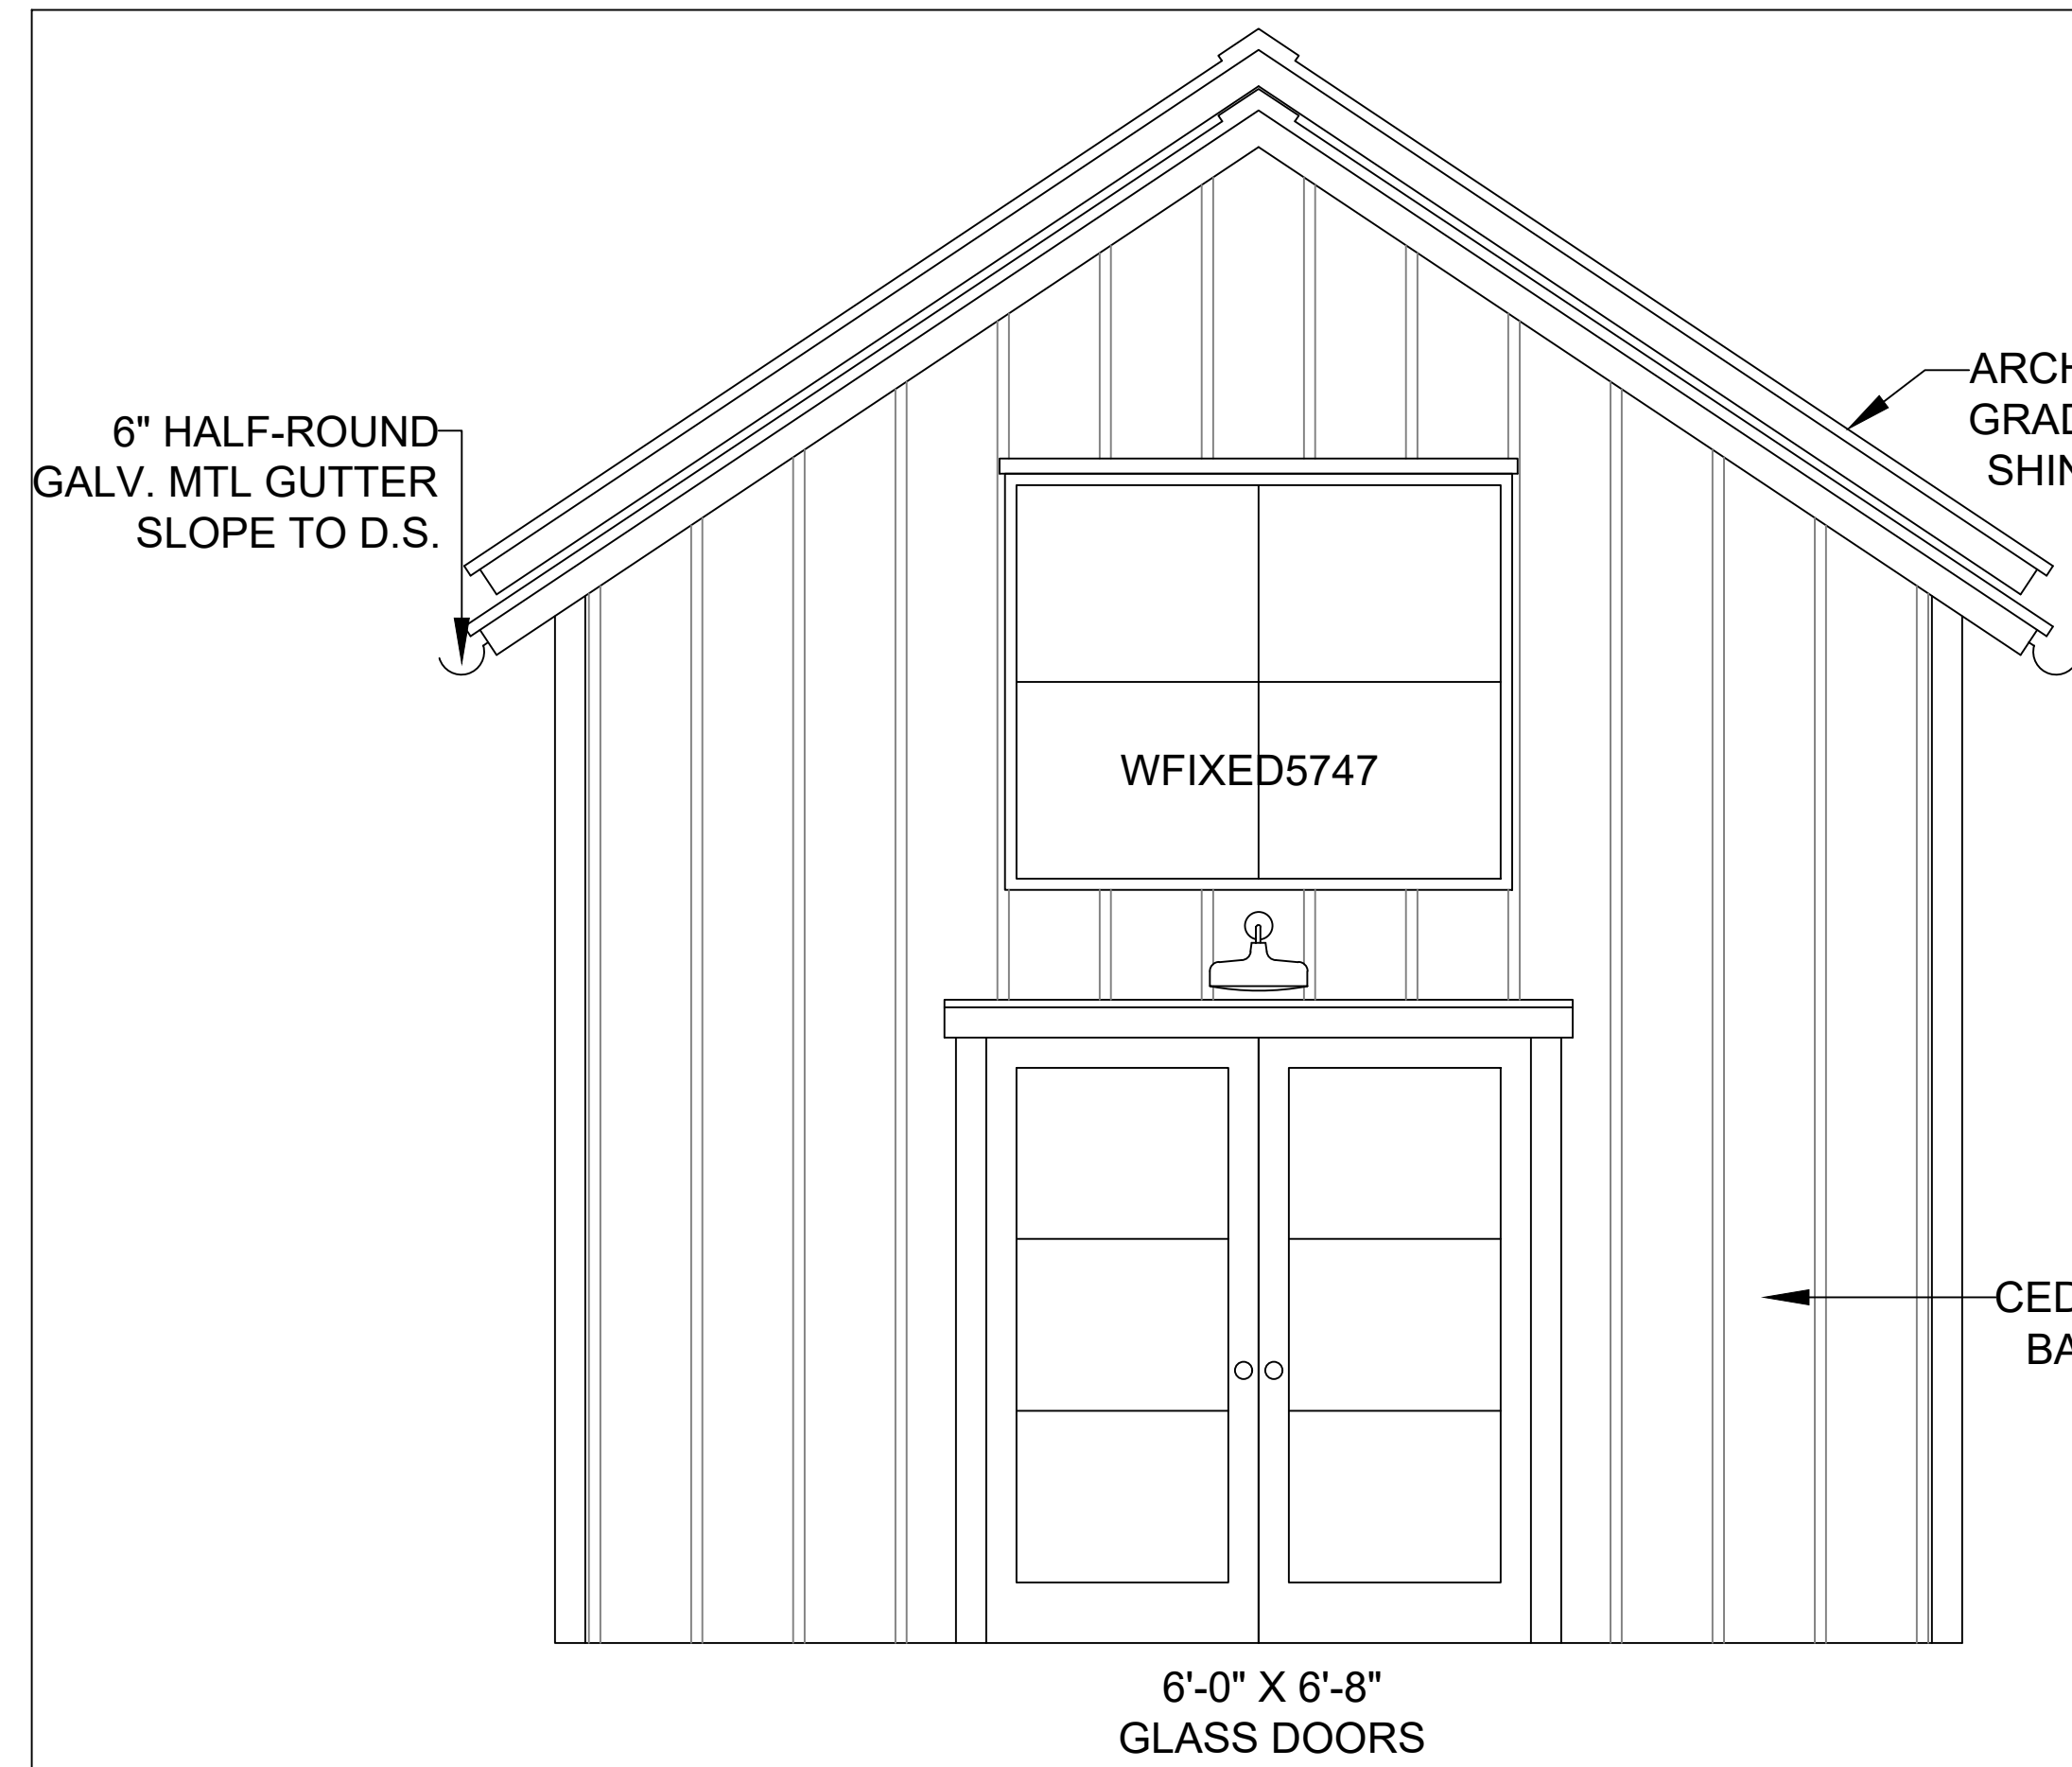 6" HALF-ROUND
GALV. MTL GUTTER
SLOPE TO D.S.
WFIXED5747
6'-0" X 6'-8"
GLASS DOORS